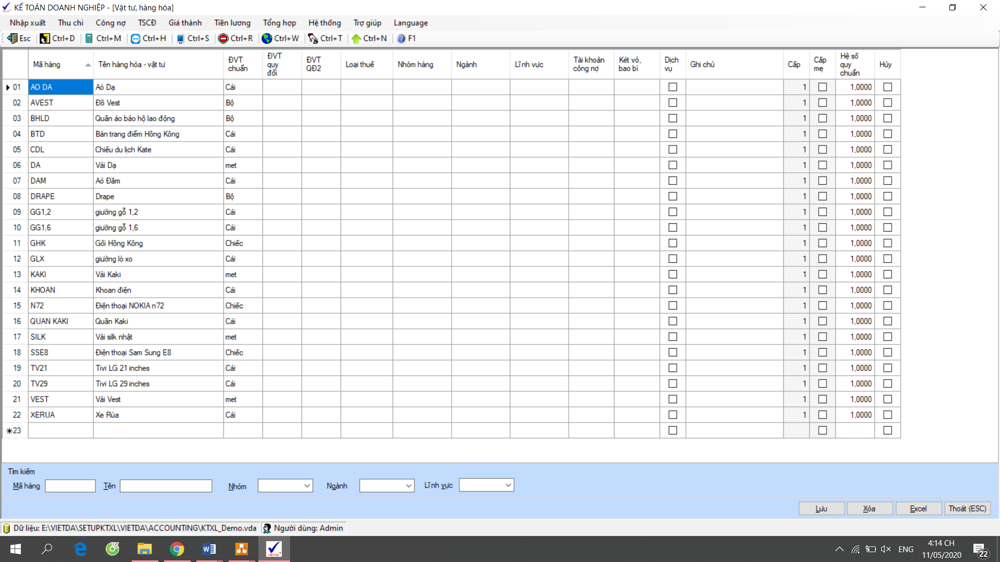 KẾ TOÁN DOANH NGHIỆP - [Vật tư, hàng hóa]
Nhập xuất Thu chi Công nợ TSCĐ Giá thành Tiền lương Tổng hợp Hệ thống Trợ giúp Language
Esc Ctrl+D Ctrl+M Ctrl+H Ctrl+S Ctrl+R Ctrl+W Ctrl+T Ctrl+N F1
Mã hàng Tên hàng hóa - vật tư ĐVT chuẩn ĐVT quy đổi ĐVT QĐ2 Loại thuế Nhóm hàng Ngành Lĩnh vực Tài khoản công nợ Két vỏ, bao bì Dịch vụ Ghi chú Cấp Cấp mẹ Hệ số quy chuẩn Hủy
01 AO DA Aó Dạ Cái 1 1,0000
02 AVEST Đồ Vest Bộ 1 1,0000
03 BHLD Quần áo bảo hộ lao động Bộ 1 1,0000
04 BTD Bàn trang điểm Hồng Kông Cái 1 1,0000
05 CDL Chiếu du lịch Kate Cái 1 1,0000
06 DA Vải Dạ met 1 1,0000
07 DAM Aó Đầm Cái 1 1,0000
08 DRAPE Drape Bộ 1 1,0000
09 GG1,2 giường gỗ 1,2 Cái 1 1,0000
10 GG1,6 giường gỗ 1,6 Cái 1 1,0000
11 GHK Gối Hồng Kông Chiếc 1 1,0000
12 GLX giường lò xo Cái 1 1,0000
13 KAKI Vải Kaki met 1 1,0000
14 KHOAN Khoan điện Cái 1 1,0000
15 N72 Điện thoại NOKIA n72 Chiếc 1 1,0000
16 QUAN KAKI Quần Kaki Cái 1 1,0000
17 SILK Vải silk nhật met 1 1,0000
18 SSE8 Điện thoại Sam Sung E8 Chiếc 1 1,0000
19 TV21 Tivi LG 21 inches Cái 1 1,0000
20 TV29 Tivi LG 29 inches Cái 1 1,0000
21 VEST Vải Vest met 1 1,0000
22 XERUA Xe Rùa Cái 1 1,0000
23
Tìm kiếm
Mã hàng Tên Nhóm Ngành Lĩnh vực
Lưu Xóa Excel Thoát (ESC)
Dữ liệu: E:\VIETDA\SETUPKTXL\VIETDA\ACCOUNTING\KTXL_Demo.vda Người dùng: Admin
ENG 4:14 CH
11/05/2020 22